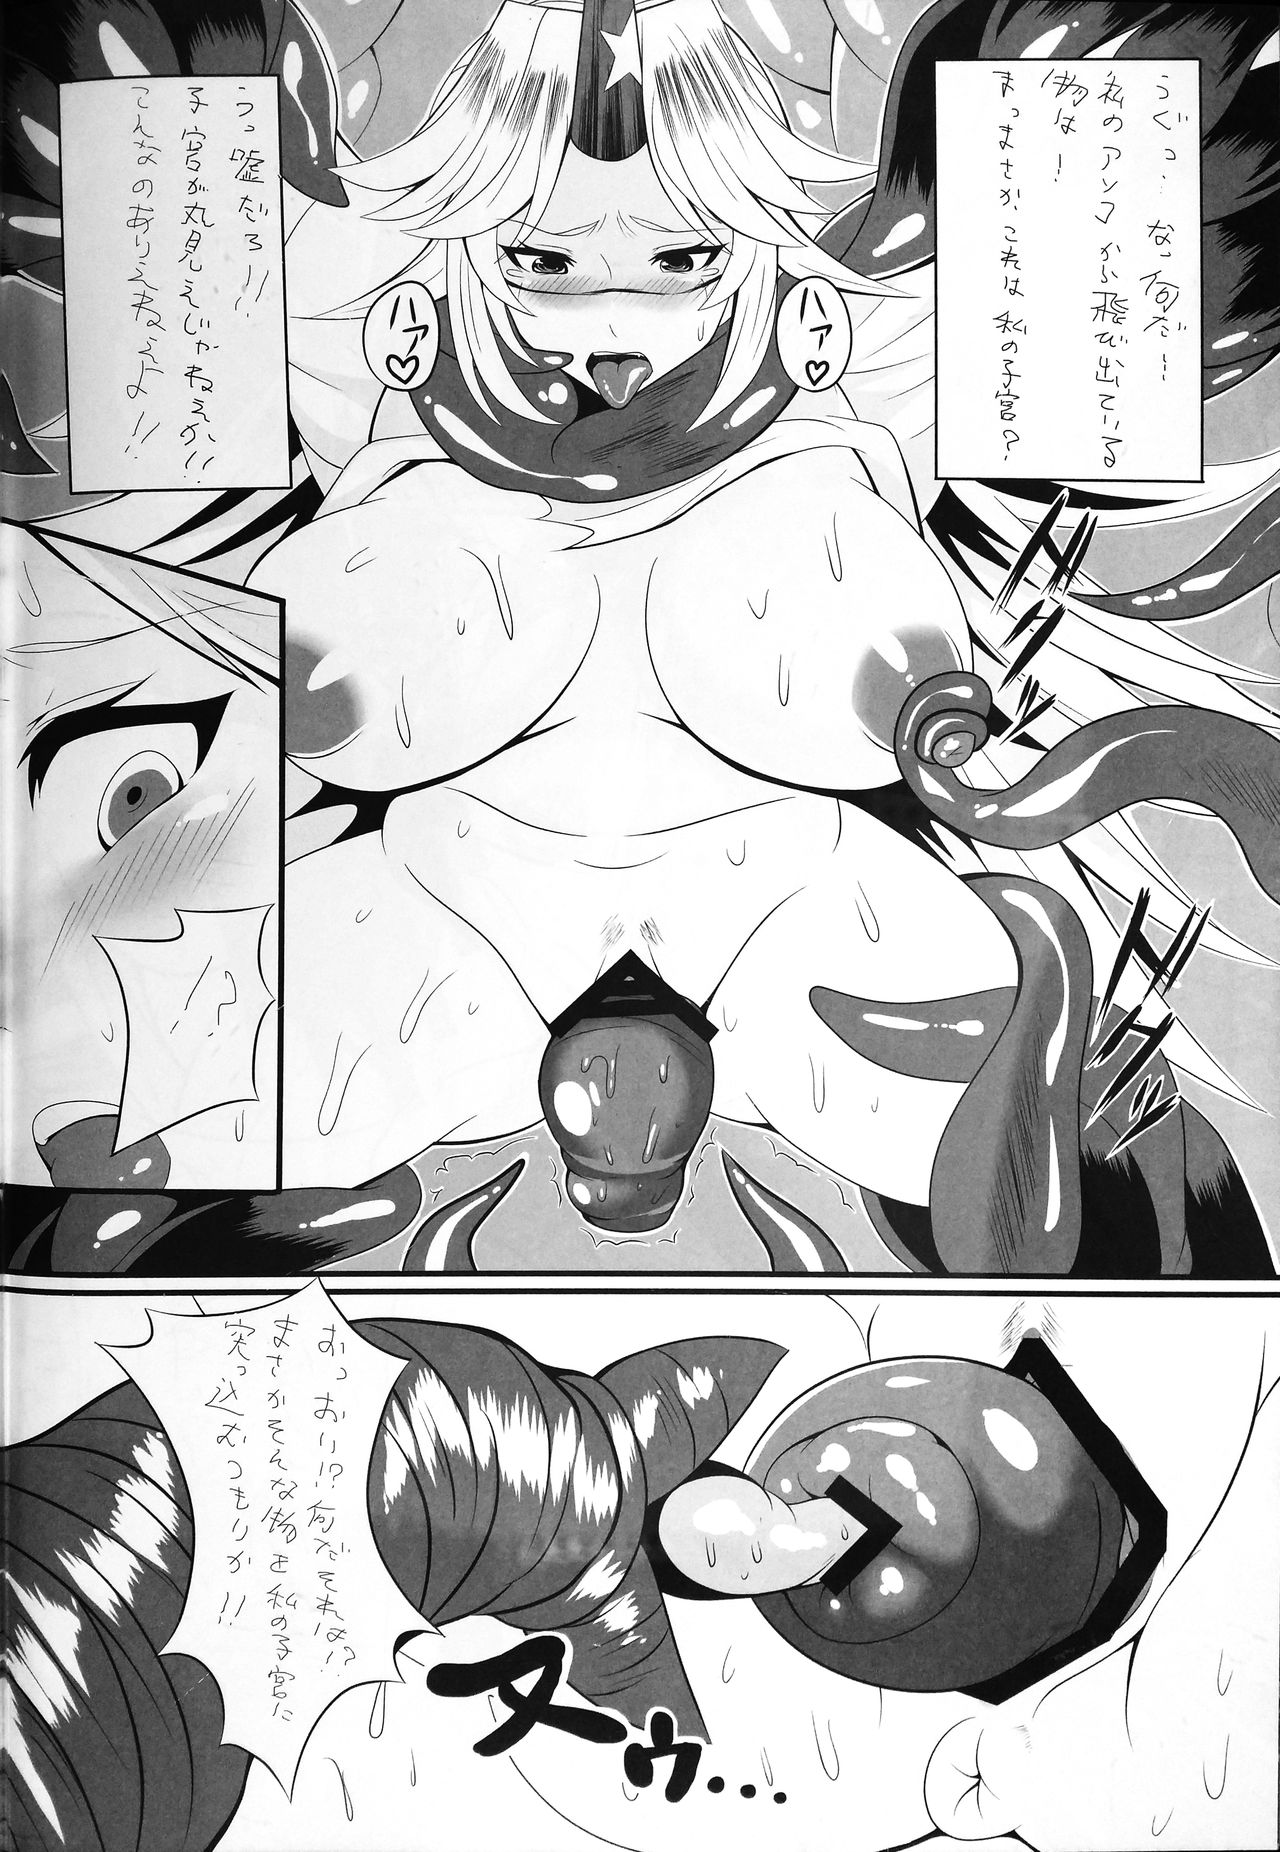 うぐっ…なっ何だ…
私のアソコから飛び出ている
物は…!
まっまさか、これは私の子宮?
うっ嘘だろ!!
子宮が丸見えじゃねえか!!
こんなのありえねえよ!!
ハァ♡
ハァ♡
…!?
おっおい!?何だそれは!?
まさかそそんな物を私の子宮に
突っ込むつもりか!!
ヌゥ…